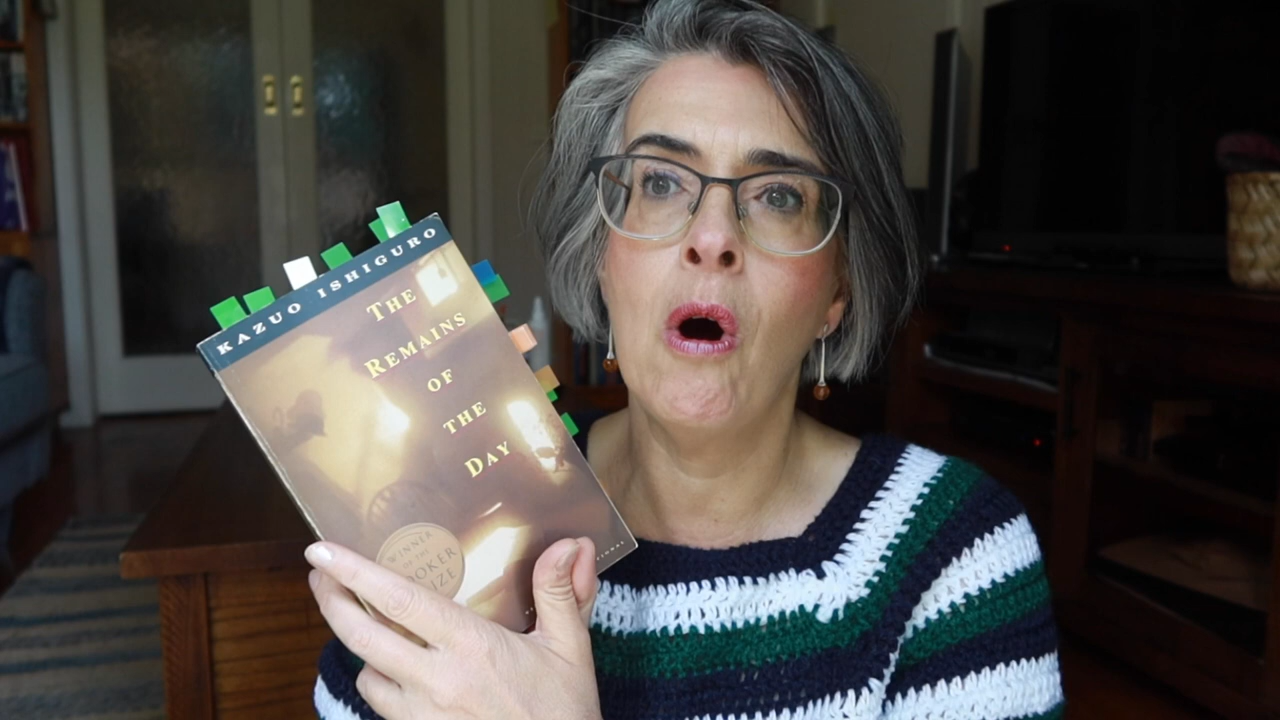 KAZUO ISHIGURO
THE
REMAINS
OF
THE
DAY
WINNER
OF THE
BOOKER
PRIZE